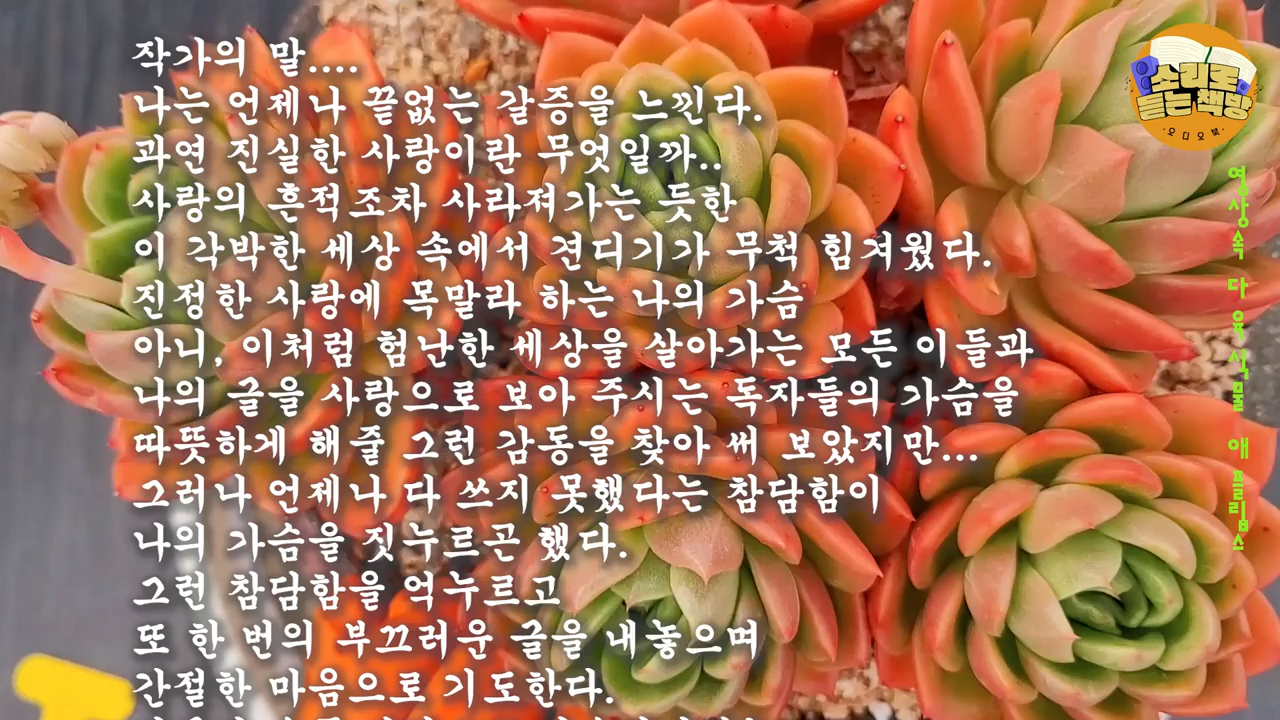 작가의 말....
나는 언제나 끝없는 갈증을 느낀다.
과연 진실한 사랑이란 무엇일까..
사랑의 흔적조차 사라져가는 듯한
이 각박한 세상 속에서 견디기가 무척 힘겨웠다.
진정한 사랑에 목말라 하는 나의 가슴
아니, 이처럼 험난한 세상을 살아가는 모든 이들과
나의 글을 사랑으로 보아 주시는 독자들의 가슴을
따뜻하게 해줄 그런 감동을 찾아 써 보았지만...
그러나 언제나 다 쓰지 못했다는 참담함이
나의 가슴을 짓누르곤 했다.
그런 참담함을 억누르고
또 한 번의 부끄러운 글을 내놓으며
간절한 마음으로 기도한다.
소리로
듣는 책방
·오디오북·
영상속 다육식물 애플림스